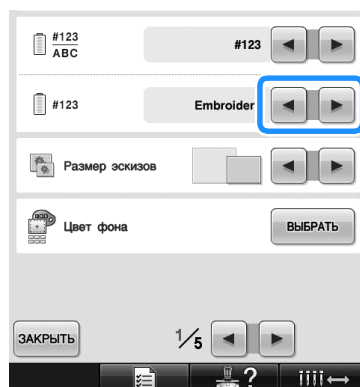 #123
ABC
#123
#123
Embroider
Размер эскизов
Цвет фона
ВЫБРАТЬ
ЗАКРЫТЬ
1/5
?